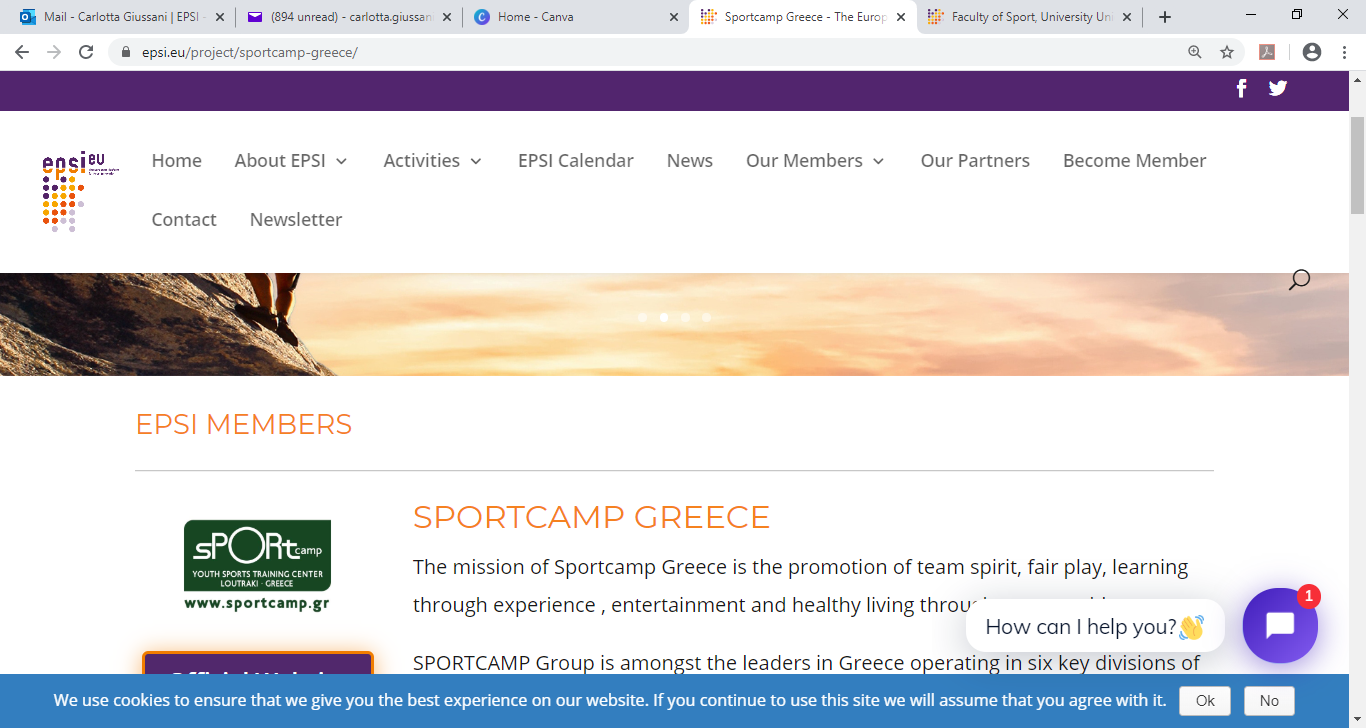 Mail - Carlotta Giussani | EPSI -
(894 unread) - carlotta.giussan
Home - Canva
Sportcamp Greece - The Europ
Faculty of Sport, University Uni
epsi.eu/project/sportcamp-greece/
epsi eu
Home
About EPSI
Activities
EPSI Calendar
News
Our Members
Our Partners
Become Member
Contact
Newsletter
EPSI MEMBERS
SPORTCAMP GREECE
sPORtcamp
YOUTH SPORTS TRAINING CENTER
LOUTRAKI · GREECE
www.sportcamp.gr
The mission of Sportcamp Greece is the promotion of team spirit, fair play, learning
through experience , entertainment and healthy living
SPORTCAMP Group is amongst the leaders in Greece operating in six key divisions of
How can I help you?👋
1
We use cookies to ensure that we give you the best experience on our website. If you continue to use this site we will assume that you agree with it.
Ok
No